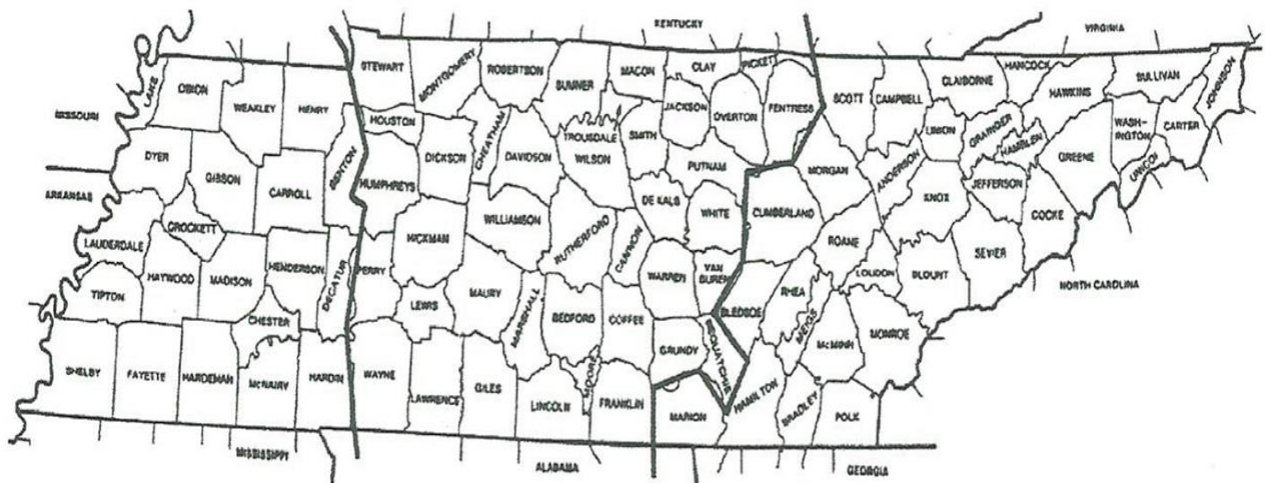 KENTUCKY
VIRGINIA
MISSOURI
ARKANSAS
NORTH CAROLINA
MISSISSIPPI
ALABAMA
GEORGIA
LAKE
OBION
WEAKLEY
HENRY
STEWART
MONTGOMERY
ROBERTSON
SUMNER
MACON
CLAY
PICKETT
SCOTT
CAMPBELL
CLAIBORNE
HANCOCK
HAWKINS
SULLIVAN
JOHNSON
HOUSTON
CHEATHAM
TROUSDALE
SMITH
JACKSON
OVERTON
FENTRESS
UNION
GRAINGER
HAMBLEN
GREENE
WASH-
INGTON
CARTER
UNICOI
DYER
GIBSON
CARROLL
BENTON
HUMPHREYS
DICKSON
DAVIDSON
WILSON
PUTNAM
MORGAN
ANDERSON
KNOX
JEFFERSON
COCKE
LAUDERDALE
CROCKETT
HICKMAN
WILLIAMSON
RUTHERFORD
CANNON
DE KALB
WHITE
CUMBERLAND
ROANE
LOUDON
BLOUNT
SEVIER
TIPTON
HAYWOOD
MADISON
HENDERSON
DECATUR
PERRY
LEWIS
MAURY
MARSHALL
BEDFORD
COFFEE
WARREN
VAN
BUREN
BLEDSOE
RHEA
MEIGS
McMINN
MONROE
CHESTER
GRUNDY
SEQUATCHIE
SHELBY
FAYETTE
HARDEMAN
McNAIRY
HARDIN
WAYNE
LAWRENCE
GILES
LINCOLN
MOORE
FRANKLIN
MARION
HAMILTON
BRADLEY
POLK